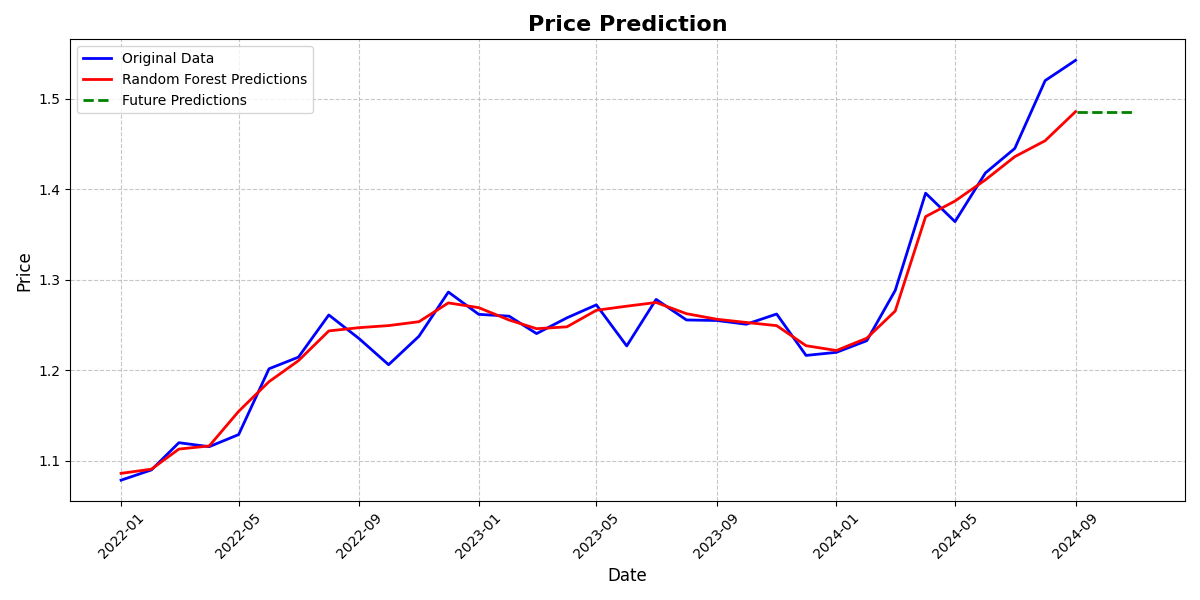 Price Prediction
Original Data
Random Forest Predictions
Future Predictions
Price
1.5
1.4
1.3
1.2
1.1
2022-01
2022-05
2022-09
2023-01
2023-05
2023-09
2024-01
2024-05
2024-09
Date